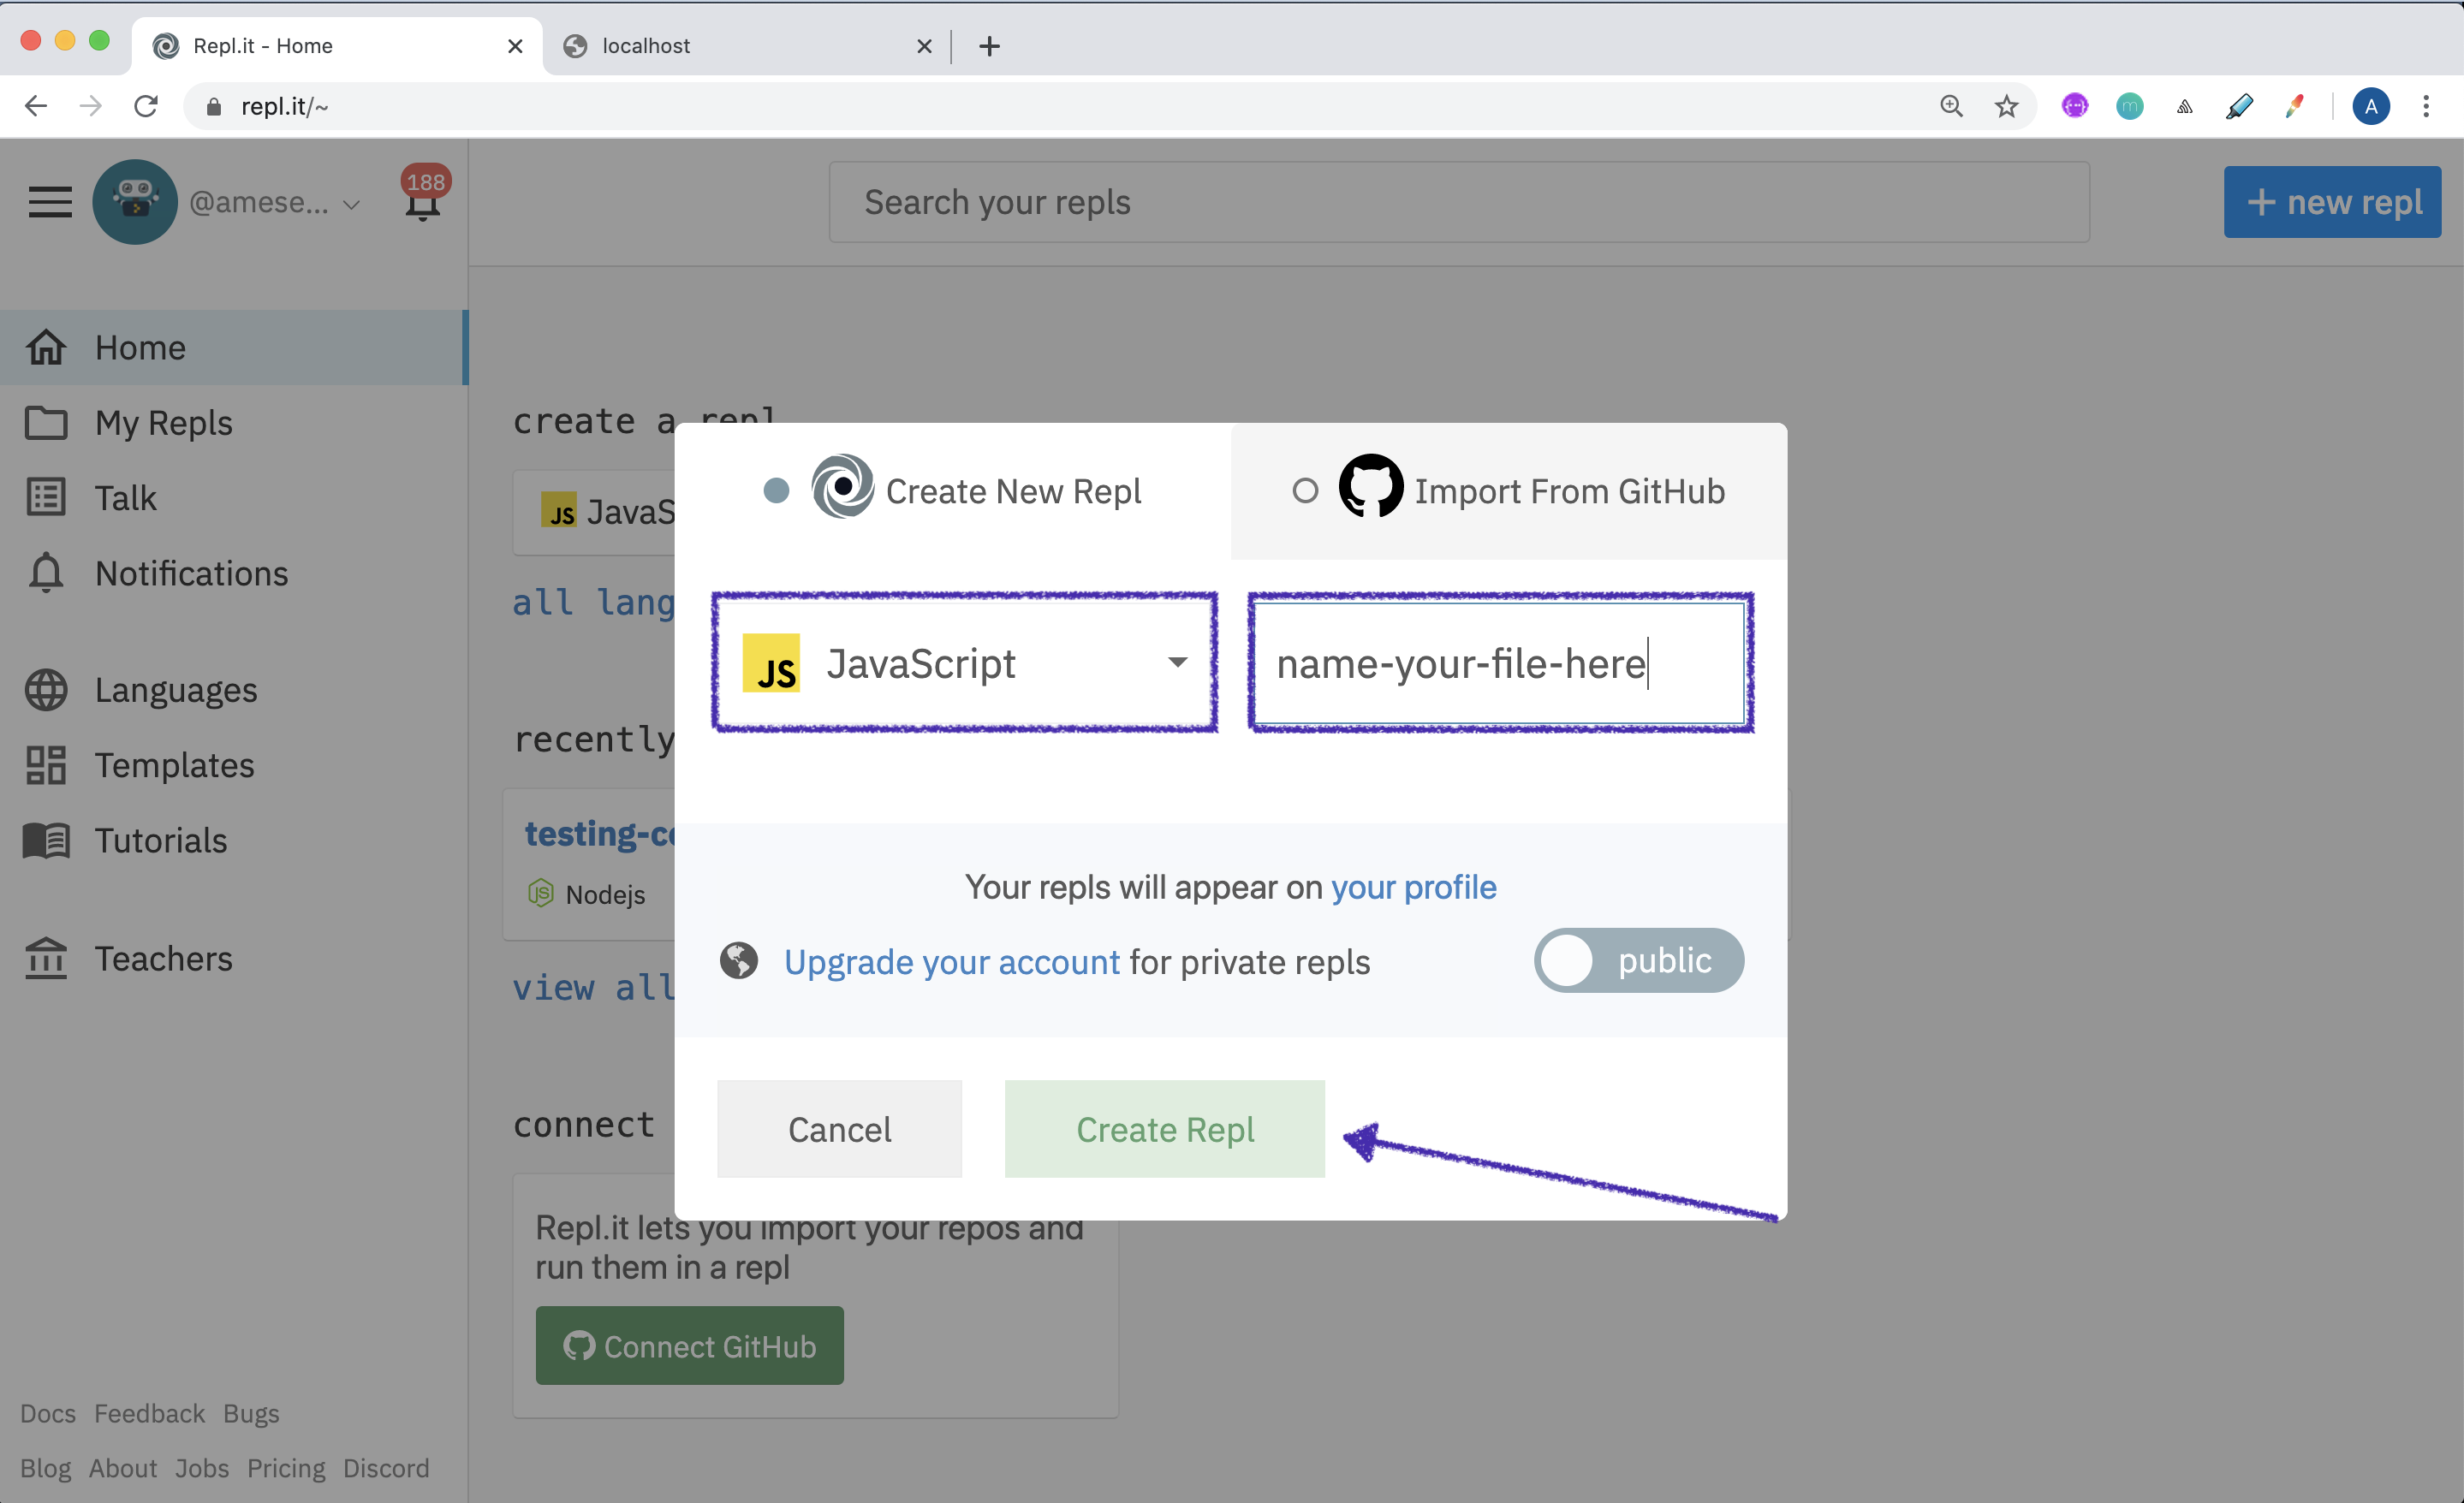 Repl.it - Home
localhost
repl.it/~
m
A
@amese...
188
Search your repls
+ new repl
Home
My Repls
Talk
Notifications
Languages
Templates
Tutorials
Teachers
Docs Feedback Bugs
Blog About Jobs Pricing Discord
create a repl
JS JavaS
all lang
recently
testing-c
JS Nodejs
view all
connect
Repl.it lets you import your repos and
run them in a repl
Connect GitHub
Create New Repl
Import From GitHub
JS JavaScript
name-your-file-here
Your repls will appear on your profile
Upgrade your account for private repls
public
Cancel
Create Repl